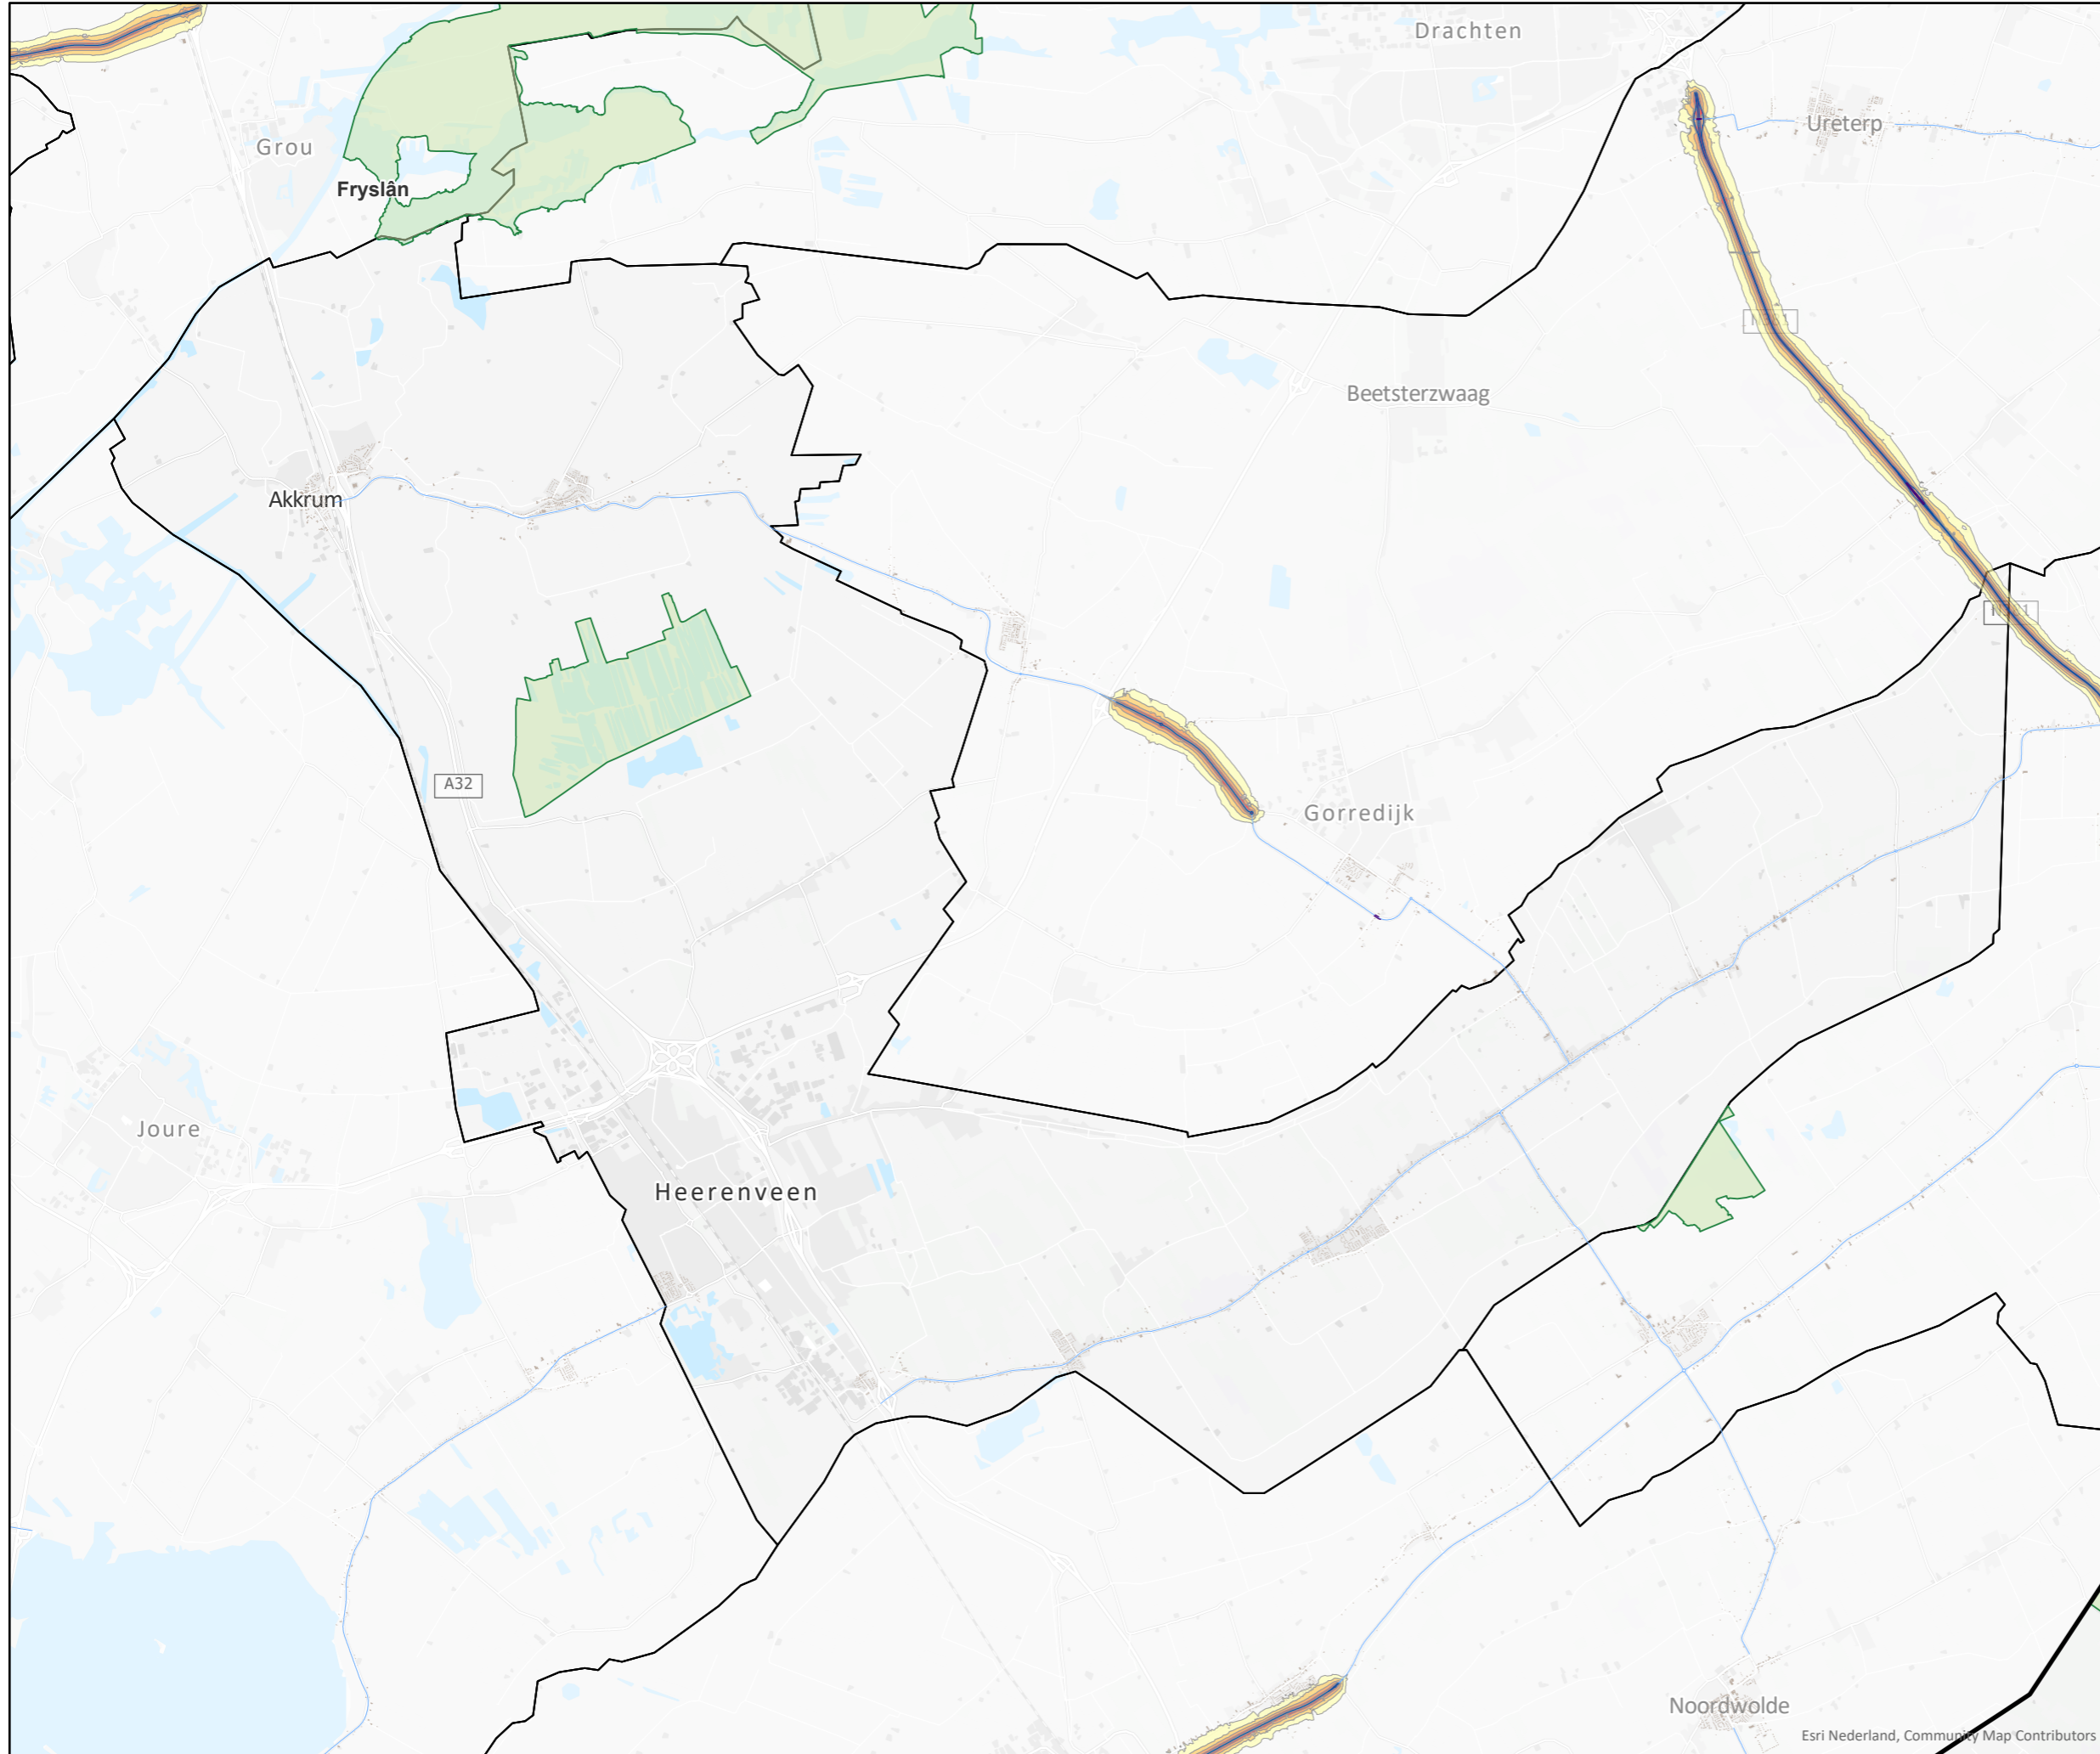 Drachten
Ureterp
Grou
Fryslân
Beetsterzwaag
Akkrum
A32
Gorredijk
Joure
Heerenveen
Noordwolde
Esri Nederland, Community Map Contributors